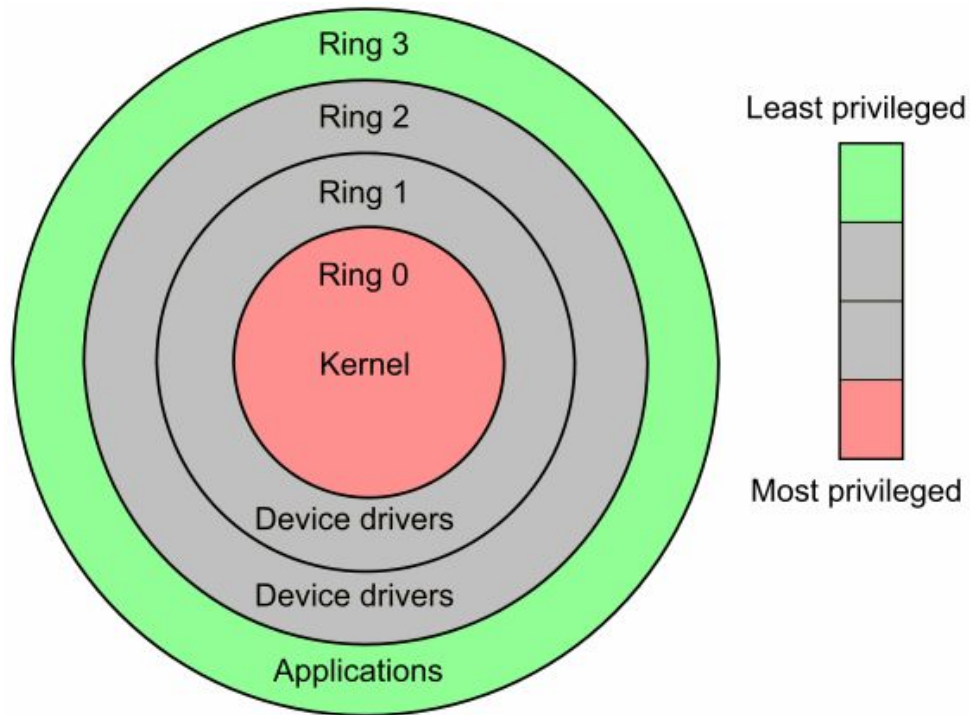 Ring 3
Ring 2
Ring 1
Ring 0
Kernel
Device drivers
Device drivers
Applications
Least privileged
Most privileged